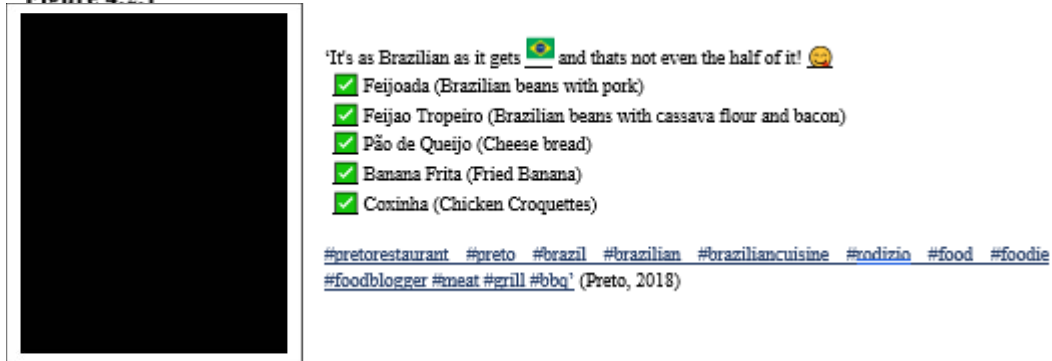 'It's as Brazilian as it gets 🇧🇷 and thats not even the half of it! 😋
✅ Feijoada (Brazilian beans with pork)
✅ Feijao Tropeiro (Brazilian beans with cassava flour and bacon)
✅ Pão de Queijo (Cheese bread)
✅ Banana Frita (Fried Banana)
✅ Coxinha (Chicken Croquettes)
#pretorestaurant #preto #brazil #brazilian #braziliancuisine #rodizio #food #foodie
#foodblogger #meat #grill #bbq' (Preto, 2018)